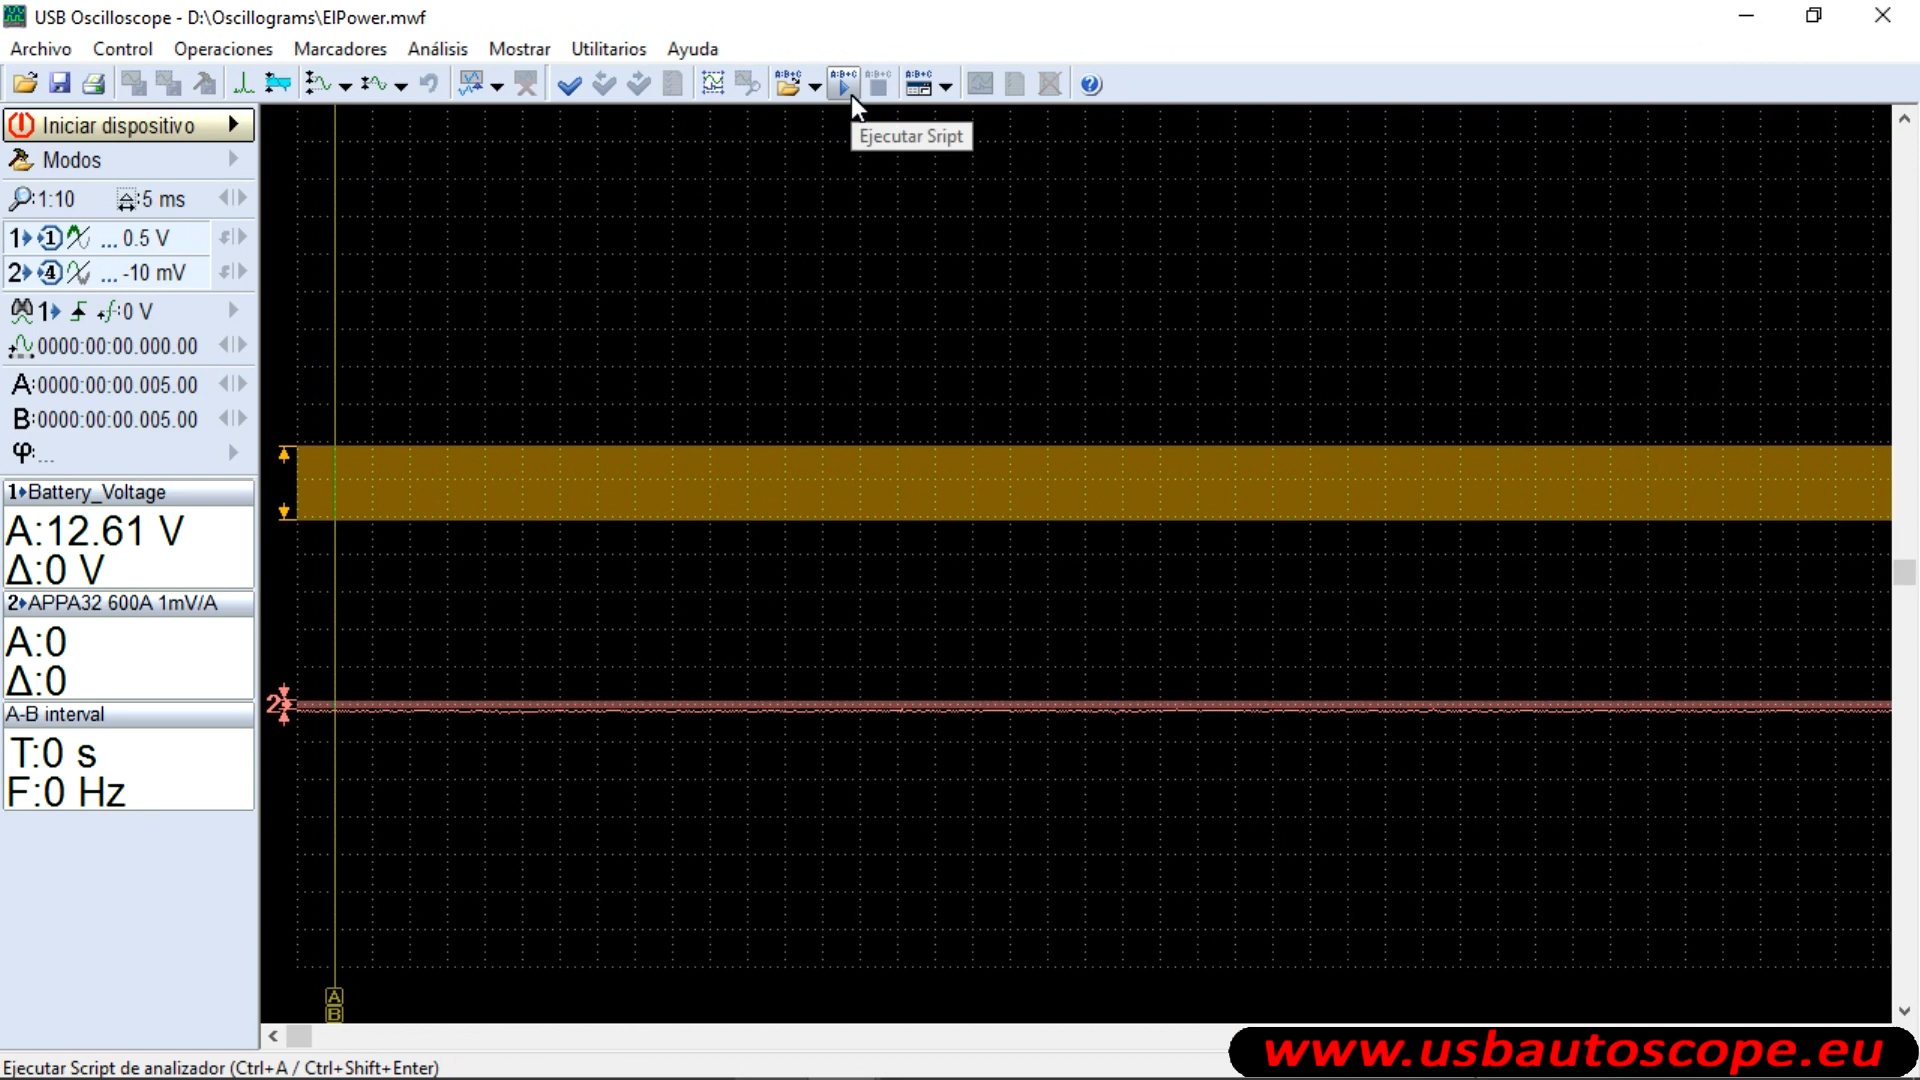 USB Oscilloscope - D:\Oscillograms\ElPower.mwf
Archivo Control Operaciones Marcadores Análisis Mostrar Utilitarios Ayuda
A:B+C A:B+C A:B+C A:B+C
Iniciar dispositivo
Ejecutar Sript
Modos
:1:10 :5 ms
1 1 ... 0.5 V
2 4 ... -10 mV
1 :0 V
:0000:00:00.000.00
A:0000:00:00.005.00
B:0000:00:00.005.00
φ:...
1 Battery_Voltage
A:12.61 V
Δ:0 V
2 APPA32 600A 1mV/A
A:0
Δ:0
2
A-B interval
T:0 s
F:0 Hz
A
B
www.usbautoscope.eu
Ejecutar Script de analizador (Ctrl+A / Ctrl+Shift+Enter)